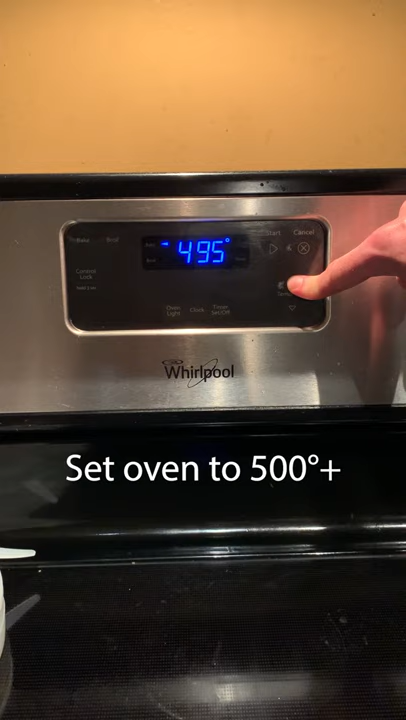 Start Cancel
Bake Broil
495°
Control
Lock
Oven
Light
Clock
Timer
Set/Off
Whirlpool
Set oven to 500°+